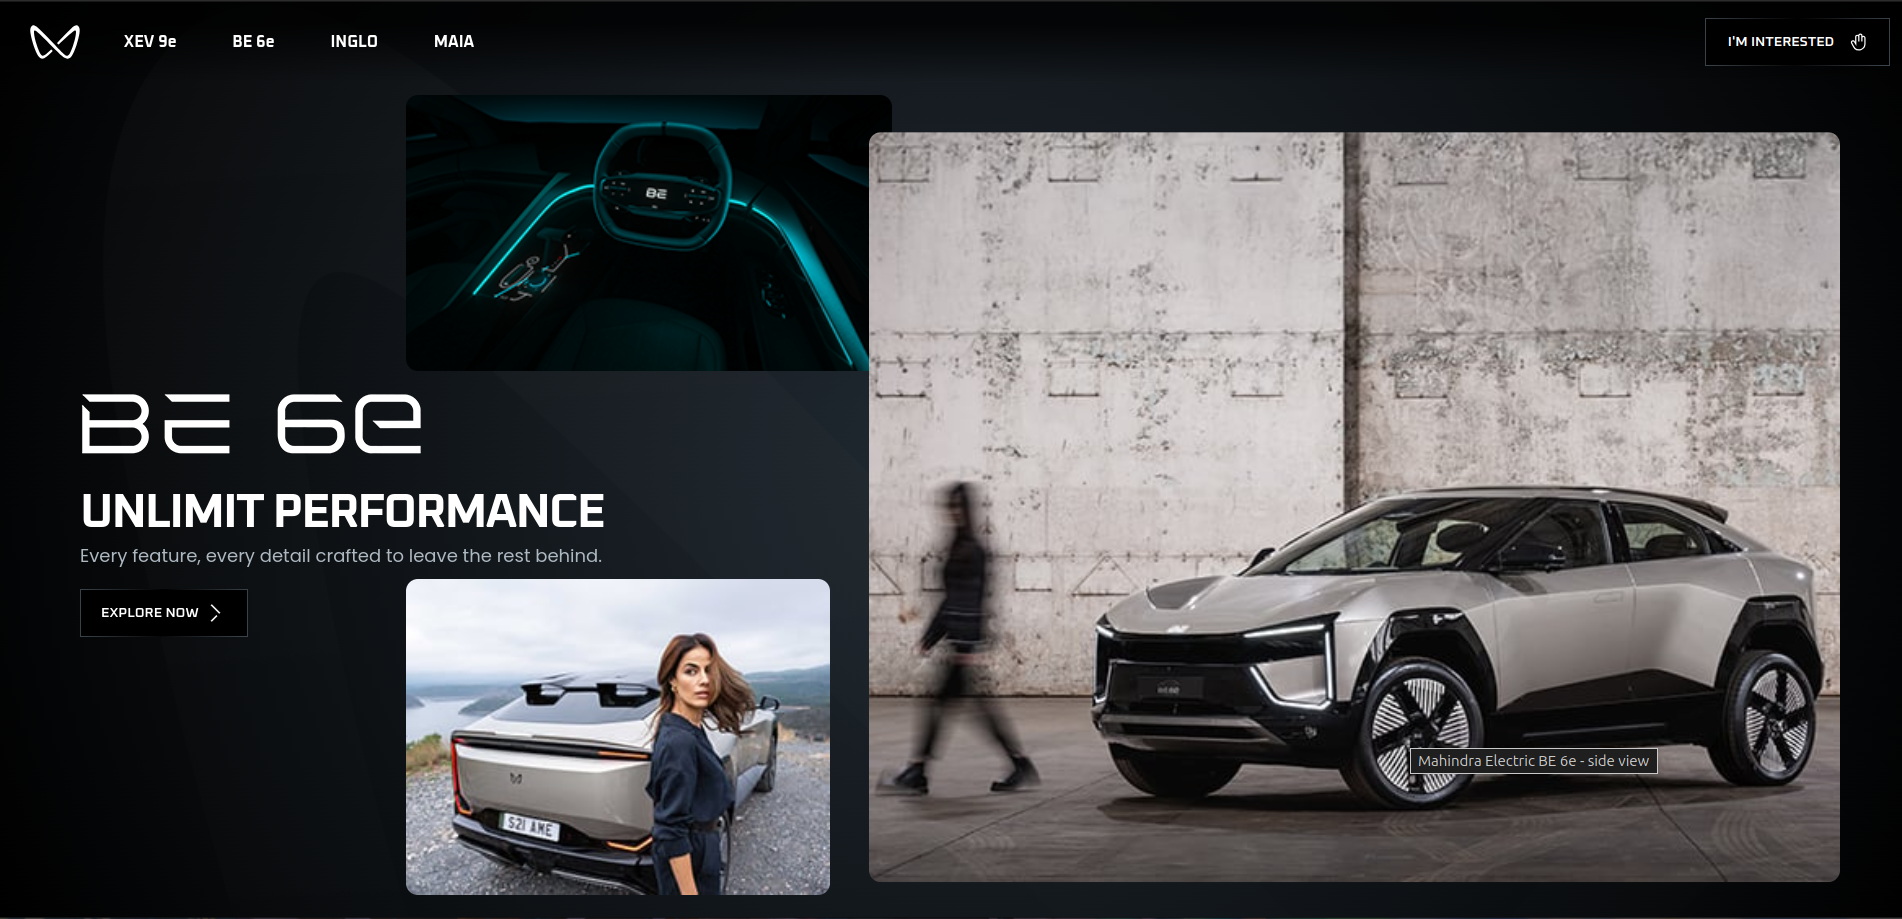 XEV 9e
BE 6e
INGLO
MAIA
I'M INTERESTED
BE
BE 6e
UNLIMIT PERFORMANCE
Every feature, every detail crafted to leave the rest behind.
EXPLORE NOW
S21 AME
Mahindra Electric BE 6e - side view